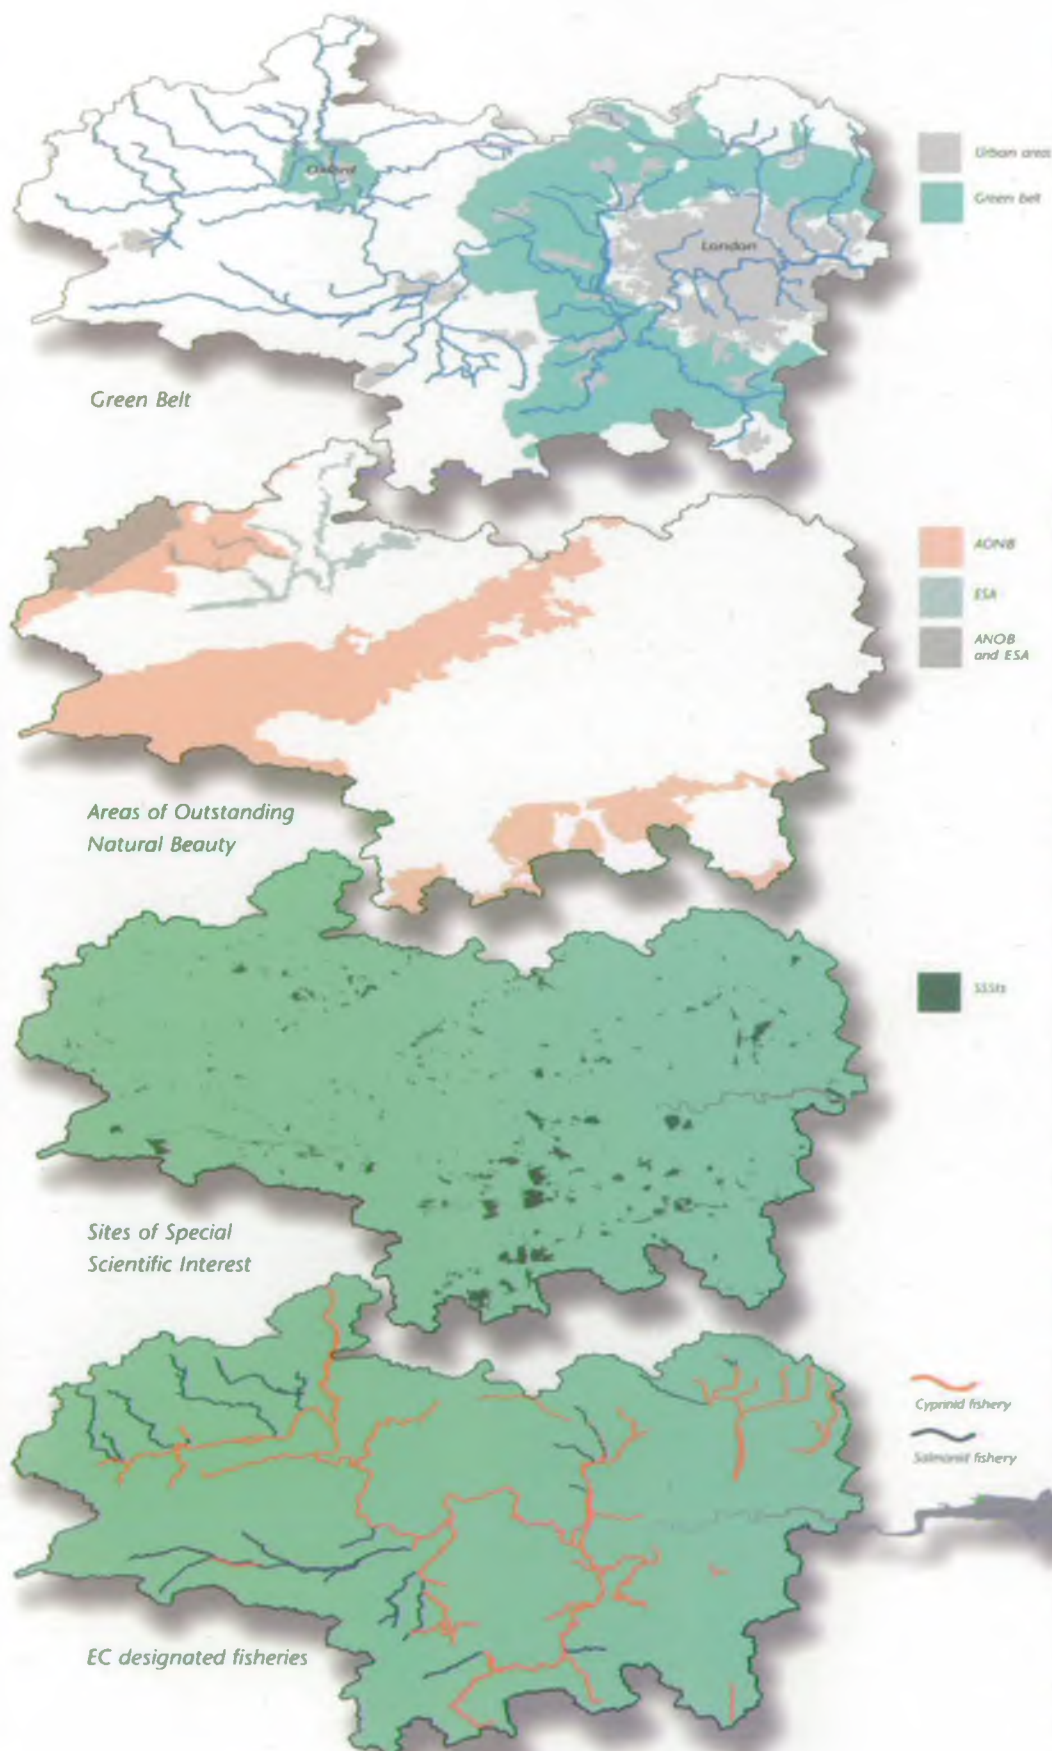 Urban area
Green belt
Oxford
London
Green Belt
AONB
ESA
ANOB
and ESA
Areas of Outstanding
Natural Beauty
SSSIs
Sites of Special
Scientific Interest
Cyprinid fishery
Salmonid fishery
EC designated fisheries